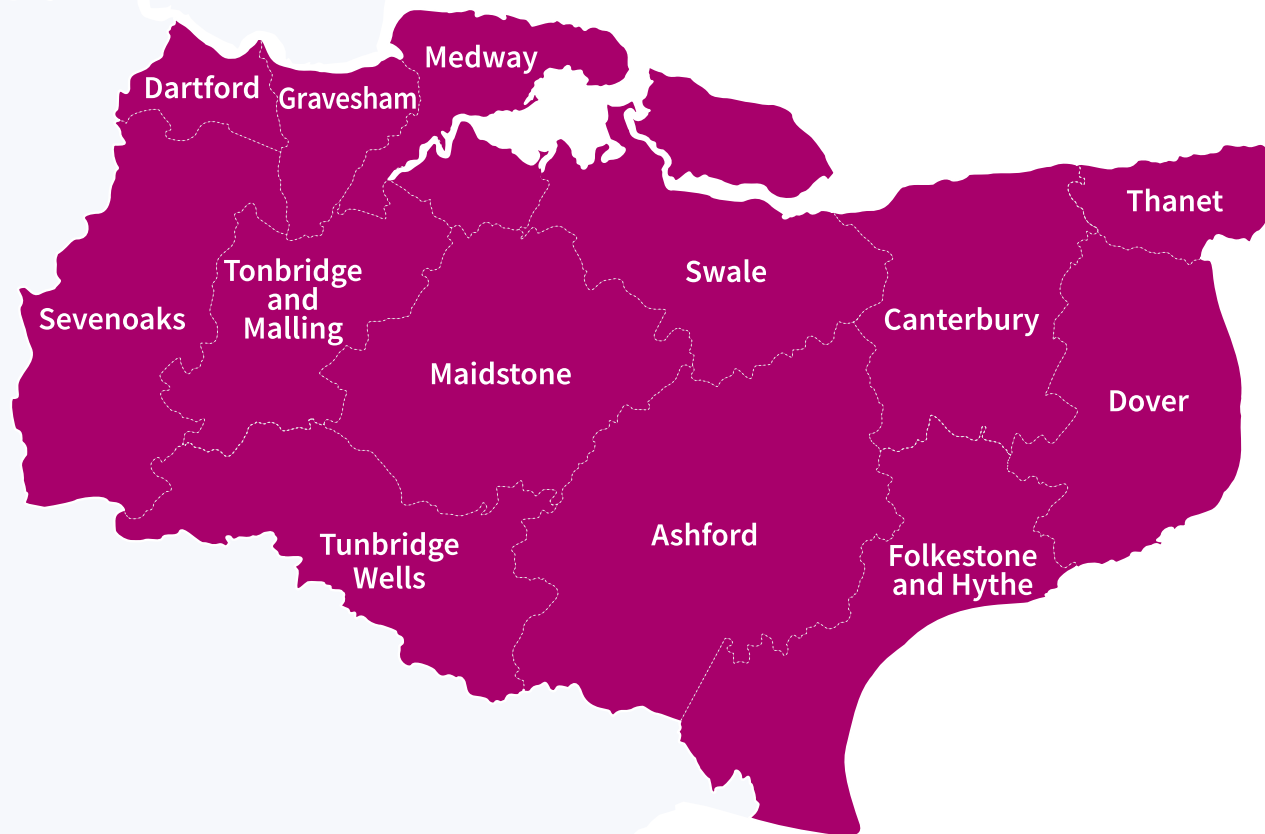 Medway
Dartford
Gravesham
Thanet
Tonbridge
and
Malling
Swale
Sevenoaks
Canterbury
Maidstone
Dover
Tunbridge
Wells
Ashford
Folkestone
and Hythe